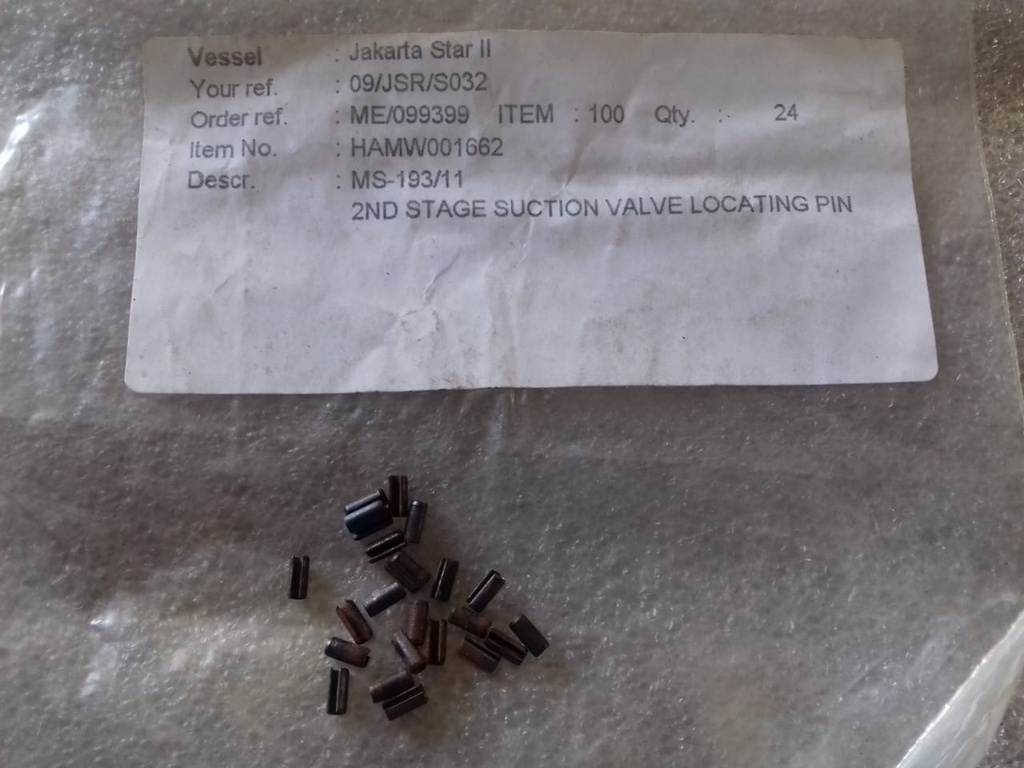 Vessel : Jakarta Star II
Your ref. : 09/JSR/S032
Order ref. : ME/099399 ITEM : 100 Qty. : 24
Item No. : HAMW001662
Descr. : MS-193/11
2ND STAGE SUCTION VALVE LOCATING PIN